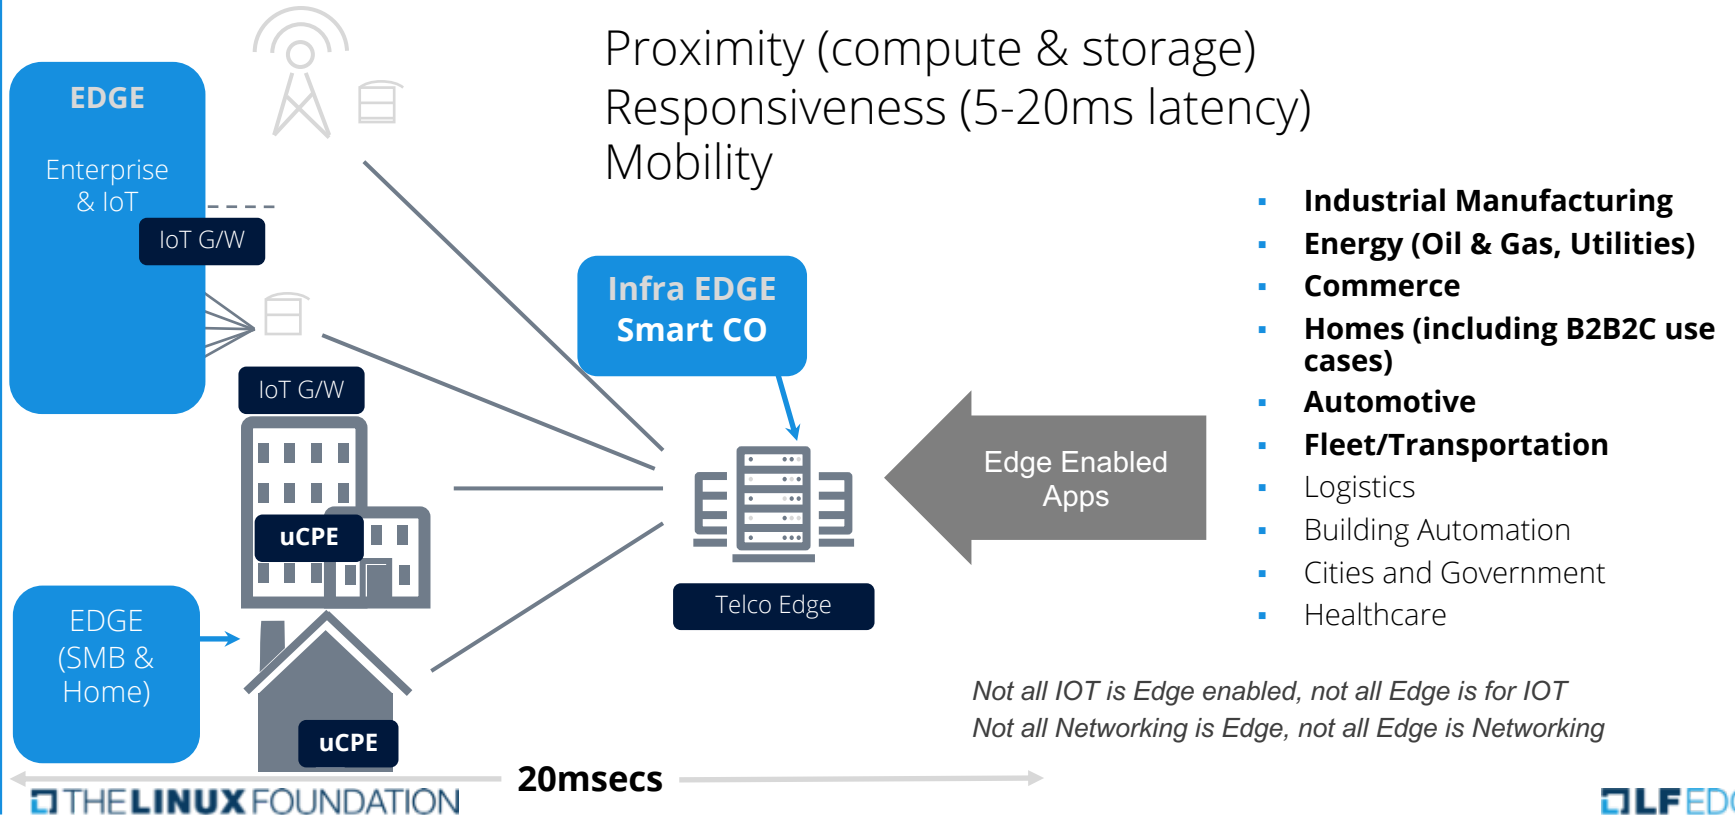 Proximity (compute & storage)
Responsiveness (5-20ms latency)
Mobility
EDGE
Enterprise
& IoT
IoT G/W
IoT G/W
uCPE
EDGE
(SMB &
Home)
uCPE
Infra EDGE
Smart CO
Telco Edge
Edge Enabled
Apps
▪ Industrial Manufacturing
▪ Energy (Oil & Gas, Utilities)
▪ Commerce
▪ Homes (including B2B2C use
cases)
▪ Automotive
▪ Fleet/Transportation
▪ Logistics
▪ Building Automation
▪ Cities and Government
▪ Healthcare
Not all IOT is Edge enabled, not all Edge is for IOT
Not all Networking is Edge, not all Edge is Networking
20msecs
THE LINUX FOUNDATION
LF